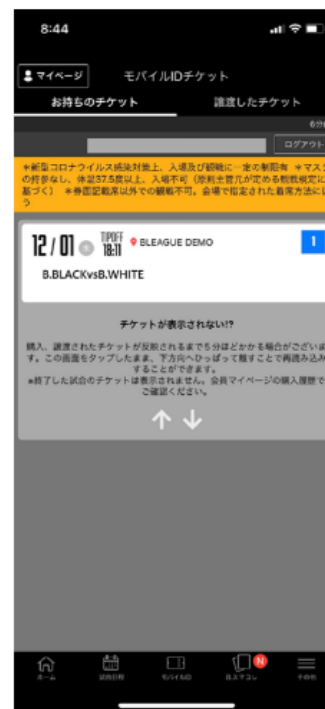 8:44
マイページ モバイルIDチケット
お持ちのチケット 譲渡したチケット
6分
ログアウト
*新型コロナウイルス感染対策上、入場及び観戦に一定の制限有 *マス
の持参なし、体温37.5度以上、入場不可（原則主管元が定める観戦規定に
基づく） *券面記載席以外での観戦不可。会場で指定された着席方法に
う
12/01 TIPOFF 18:11 BLEAGUE DEMO 1
B.BLACKvsB.WHITE
チケットが表示されない!?
購入、譲渡されたチケットが反映されるまで5分ほどかかる場合がございま
す。この画面をタップしたまま、下方向へひっぱって離すことで再読み込み
することができます。
*終了した試合のチケットは表示されません。会員マイページの購入履歴で
ご確認ください。
ホーム 試合日程 モバイルID Bスマコレ N その他